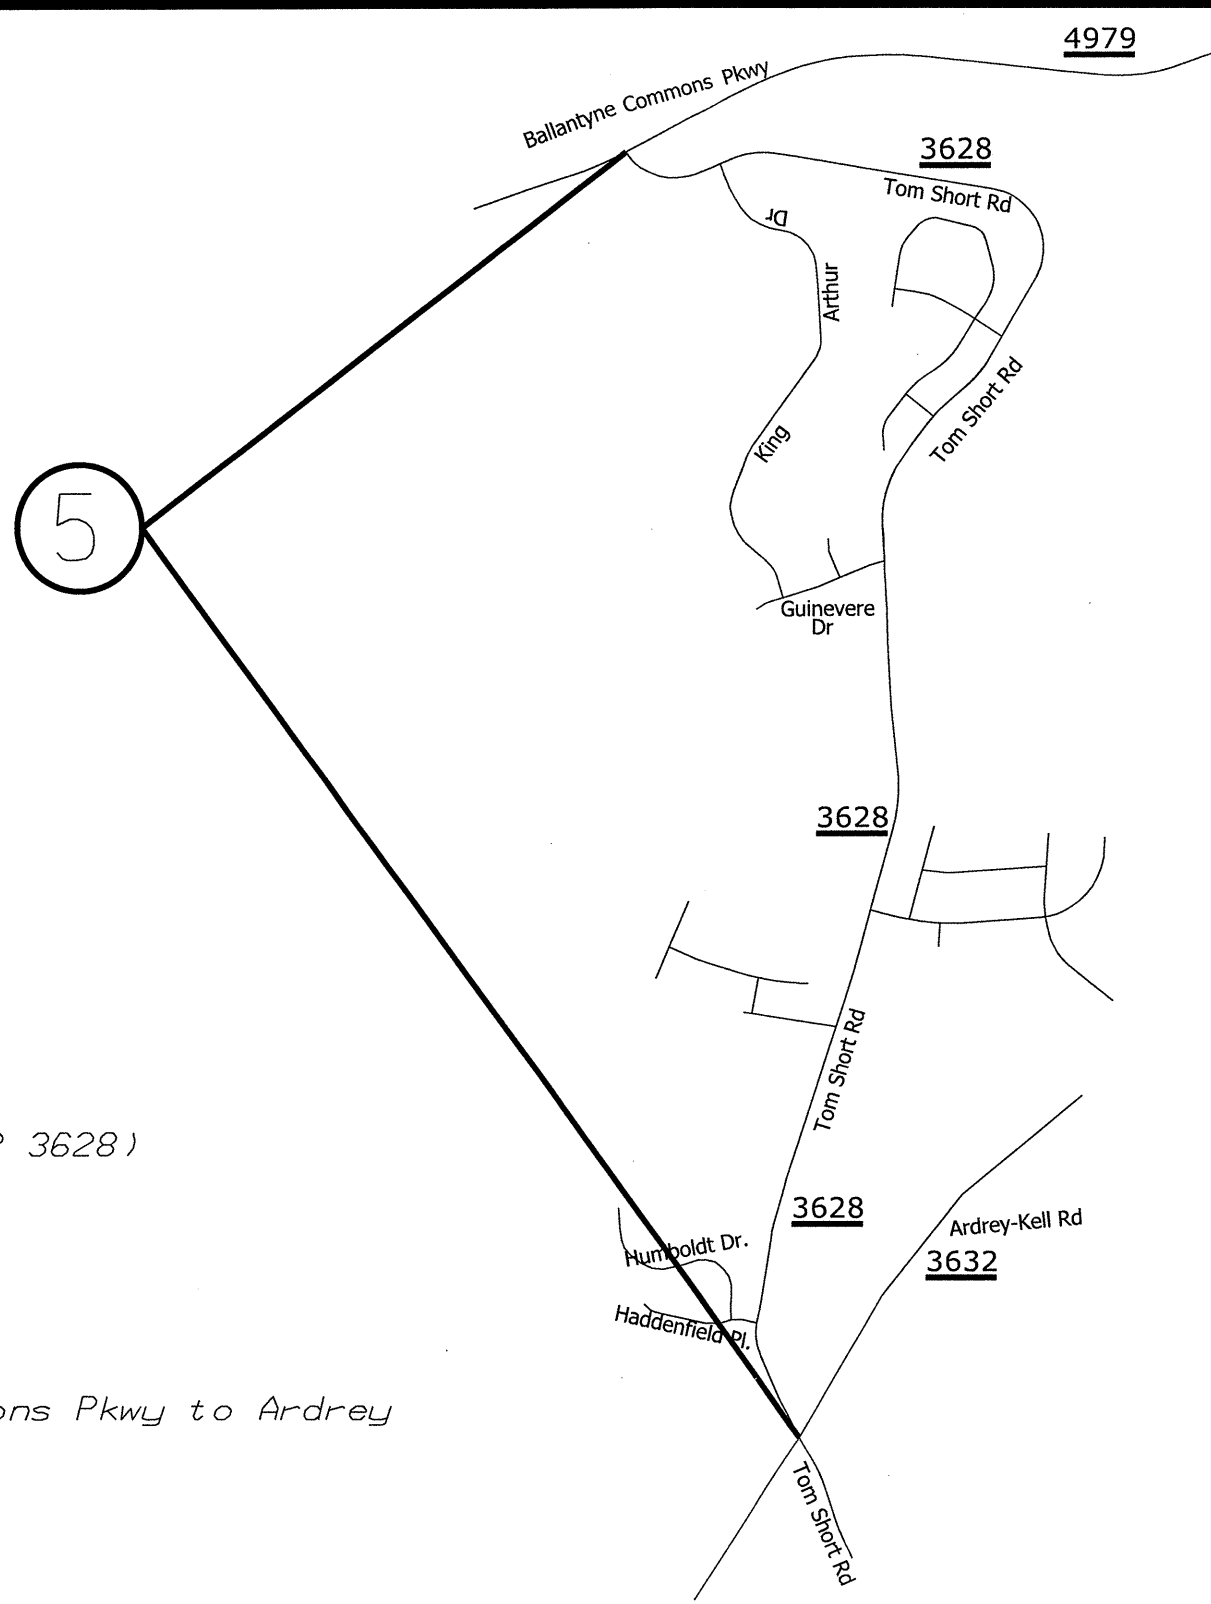 4979
Ballantyne Commons Pkwy
3628
Tom Short Rd
Dr
Arthur
King
Tom Short Rd
5
Guinevere
Dr
3628
Tom Short Rd
3628)
3628
Ardrey-Kell Rd
3632
Humboldt Dr.
Haddenfield Pl.
ons Pkwy to Ardrey
Tom Short Rd